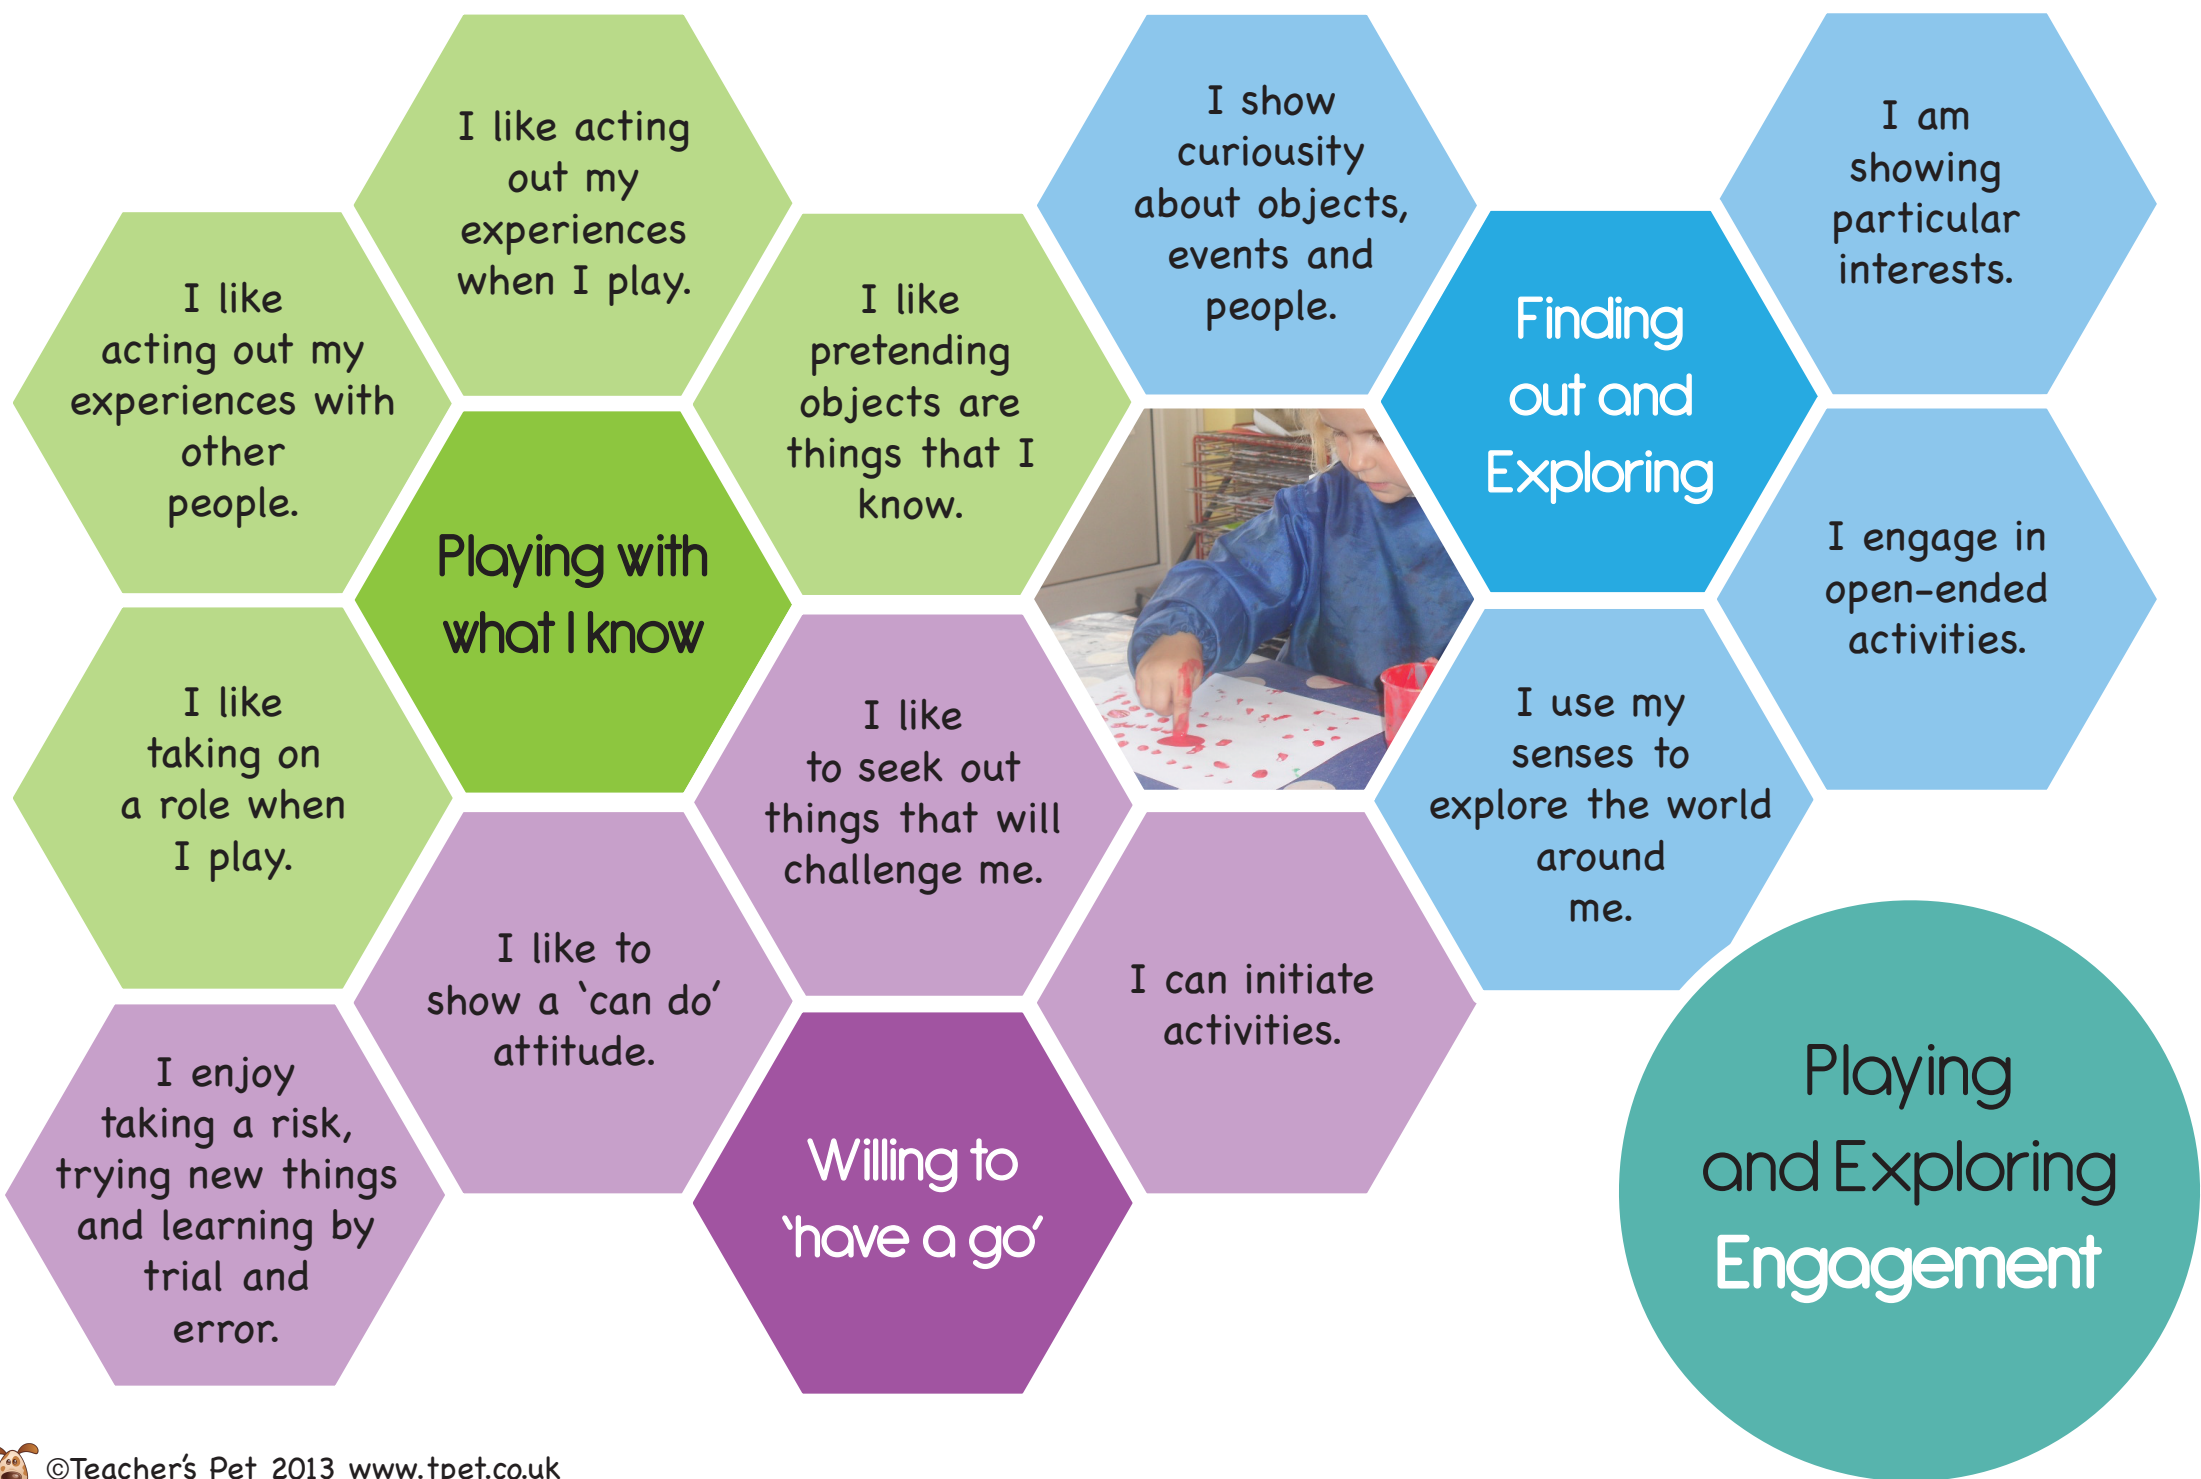 I like acting
out my
experiences
when I play.
I like
acting out my
experiences with
other
people.
I like
pretending
objects are
things that I
know.
Playing with
what I know
I like
taking on
a role when
I play.
I show
curiousity
about objects,
events and
people.
I am
showing
particular
interests.
Finding
out and
Exploring
I engage in
open-ended
activities.
I use my
senses to
explore the world
around
me.
I like
to seek out
things that will
challenge me.
I like to
show a ‘can do’
attitude.
I can initiate
activities.
I enjoy
taking a risk,
trying new things
and learning by
trial and
error.
Willing to
‘have a go’
Playing
and Exploring
Engagement
©Teacher’s Pet 2013 www.tpet.co.uk